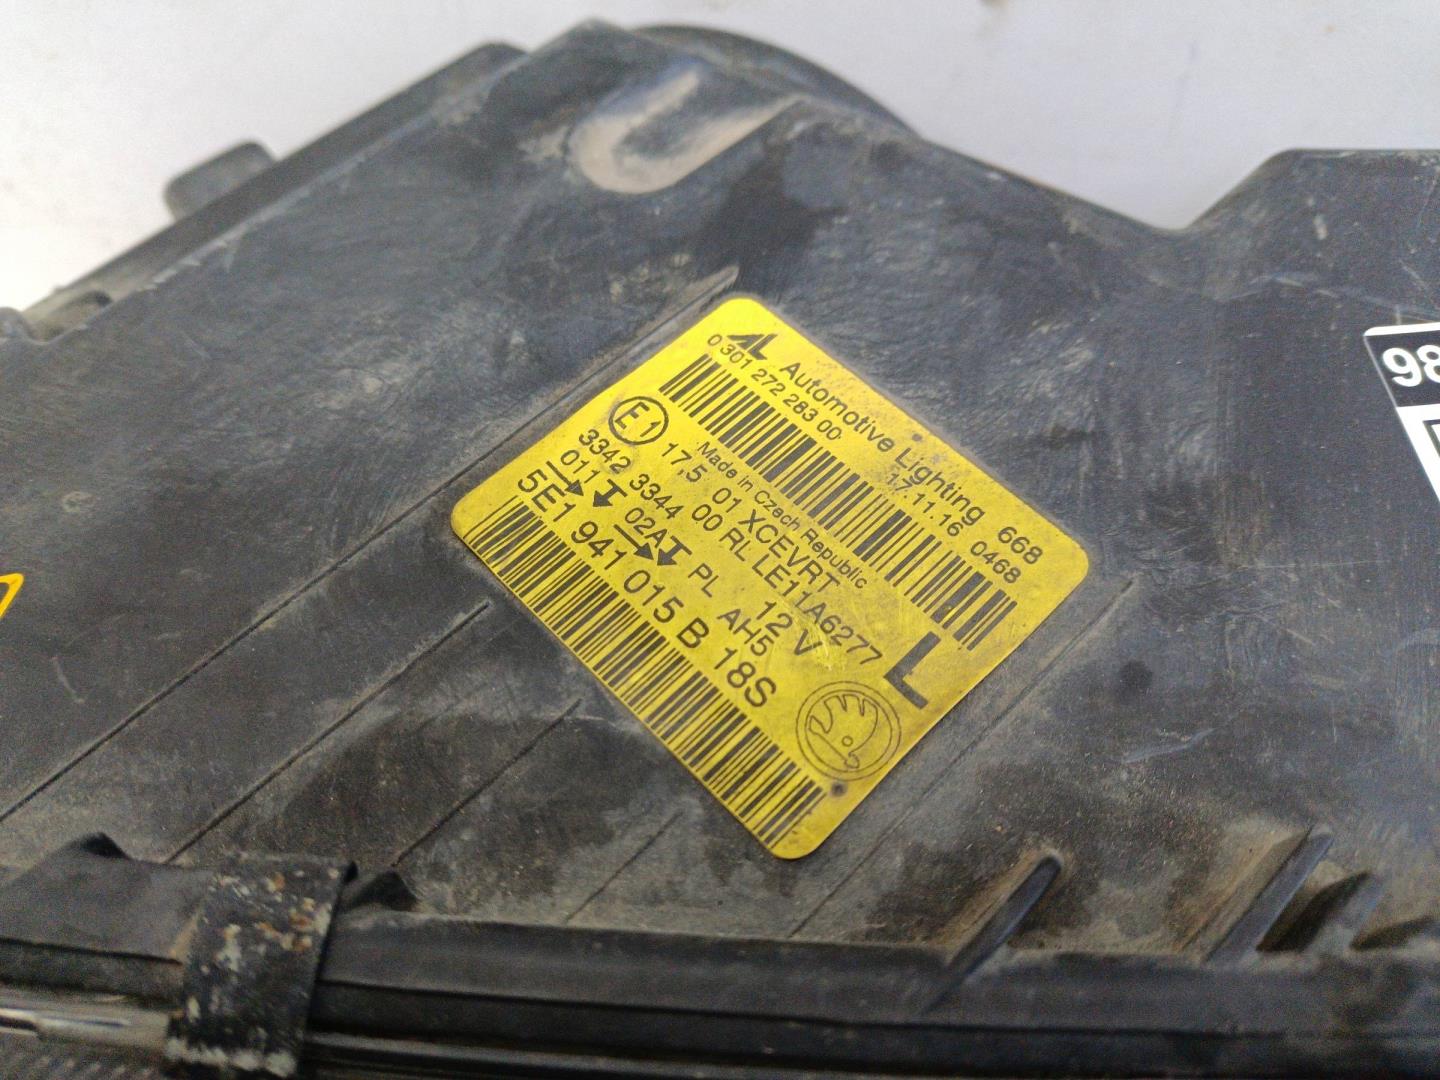 AL Automotive Lighting 668
0 301 272 283 00 17.11.16 0468
Made in Czech Republic
E1 17,5 01 XCEVRT LE11A6277
3342 3344 00 RL 12 V
011 02A PL AH5
5E1 941 015 B 18S
L
98